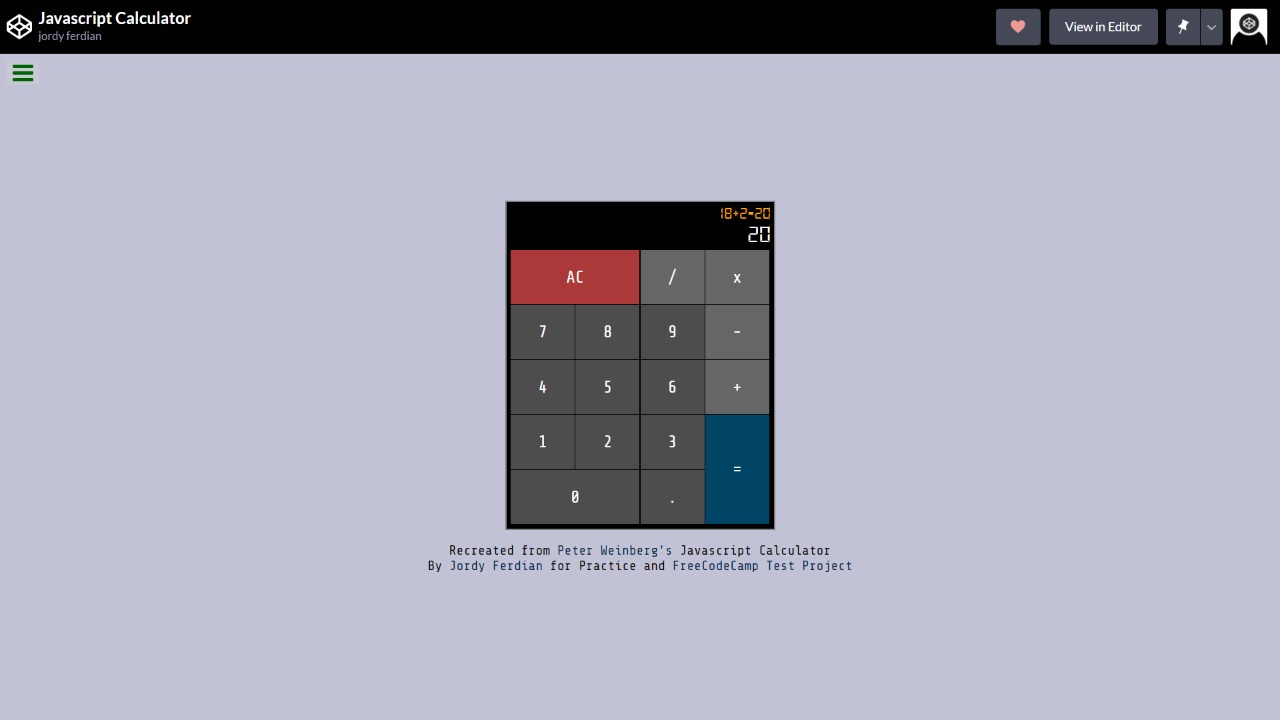 Javascript Calculator
jordy ferdian
View in Editor
18+2=20
20
AC / x
7 8 9 -
4 5 6 +
1 2 3
=
0 .
Recreated from Peter Weinberg's Javascript Calculator
By Jordy Ferdian for Practice and FreeCodeCamp Test Project